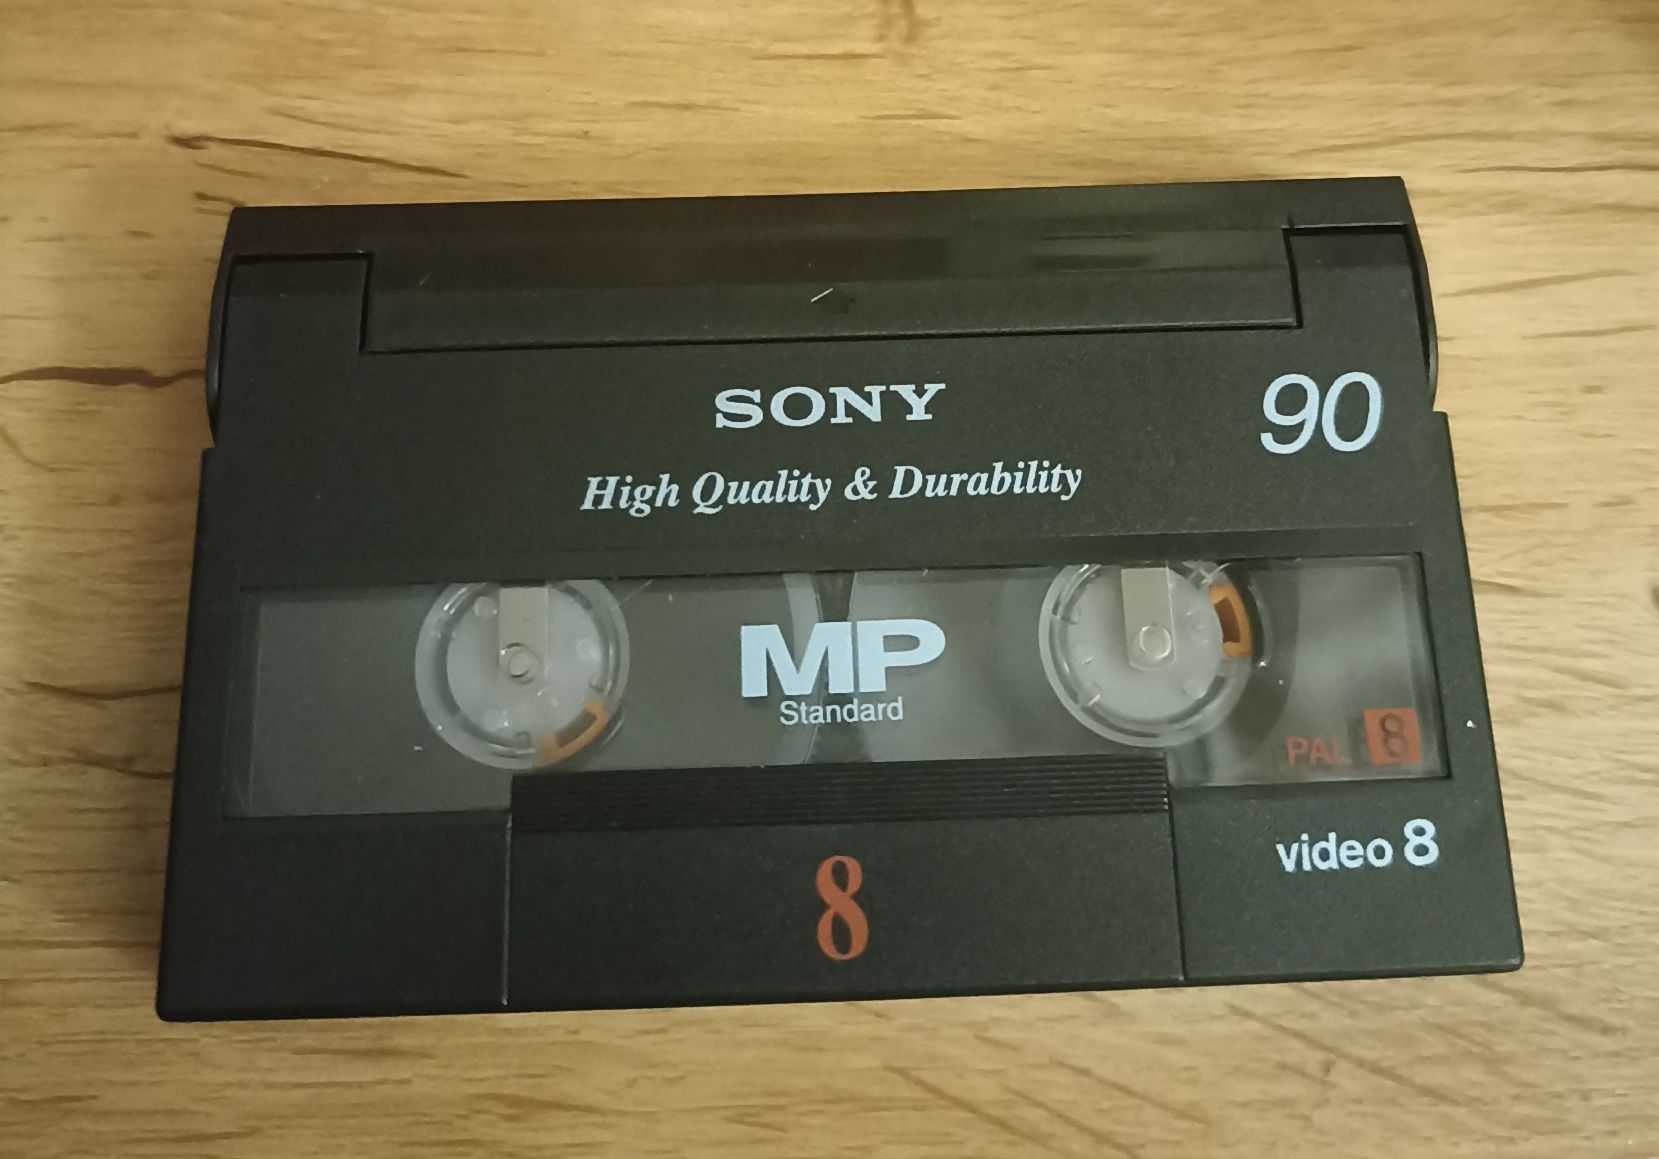 SONY
90
High Quality & Durability
MP
Standard
PAL 8
8
video 8